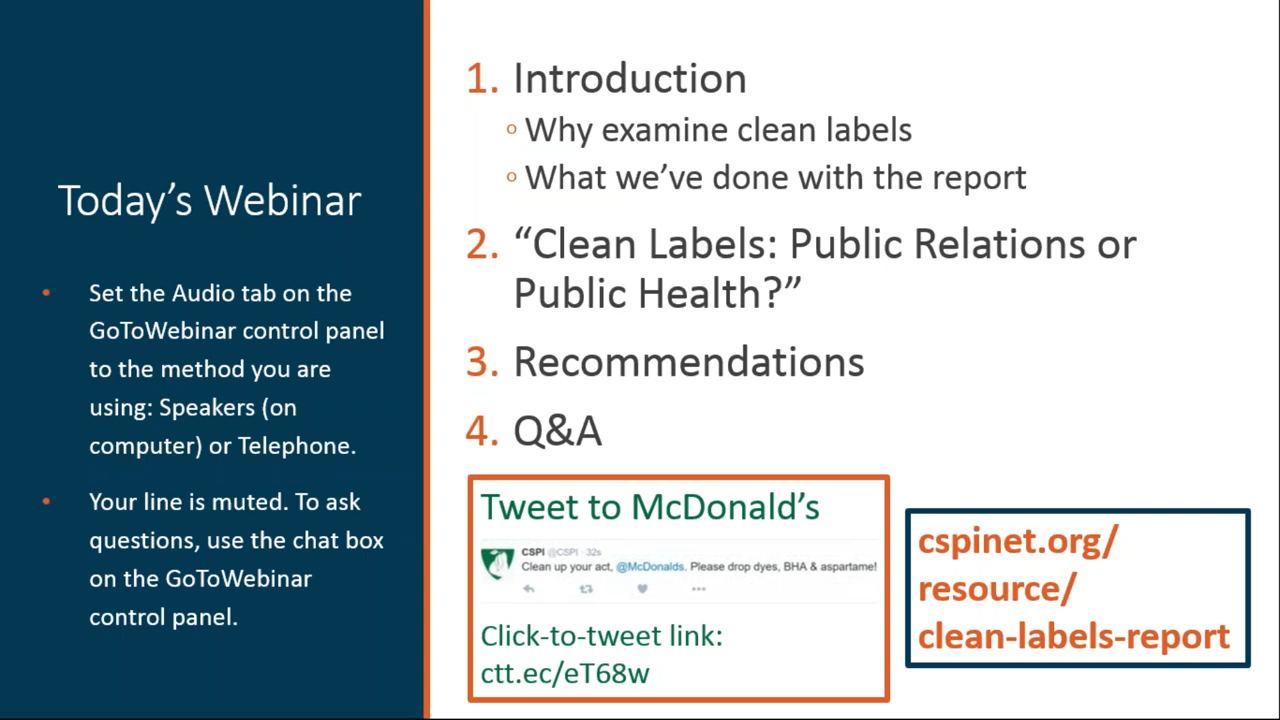 Today’s Webinar
• Set the Audio tab on the
GoToWebinar control panel
to the method you are
using: Speakers (on
computer) or Telephone.
• Your line is muted. To ask
questions, use the chat box
on the GoToWebinar
control panel.
1. Introduction
○ Why examine clean labels
○ What we’ve done with the report
2. “Clean Labels: Public Relations or
Public Health?”
3. Recommendations
4. Q&A
Tweet to McDonald’s
CSPI @CSPI · 32s
Clean up your act, @McDonalds. Please drop dyes, BHA & aspartame!
Click-to-tweet link:
ctt.ec/eT68w
cspinet.org/
resource/
clean-labels-report